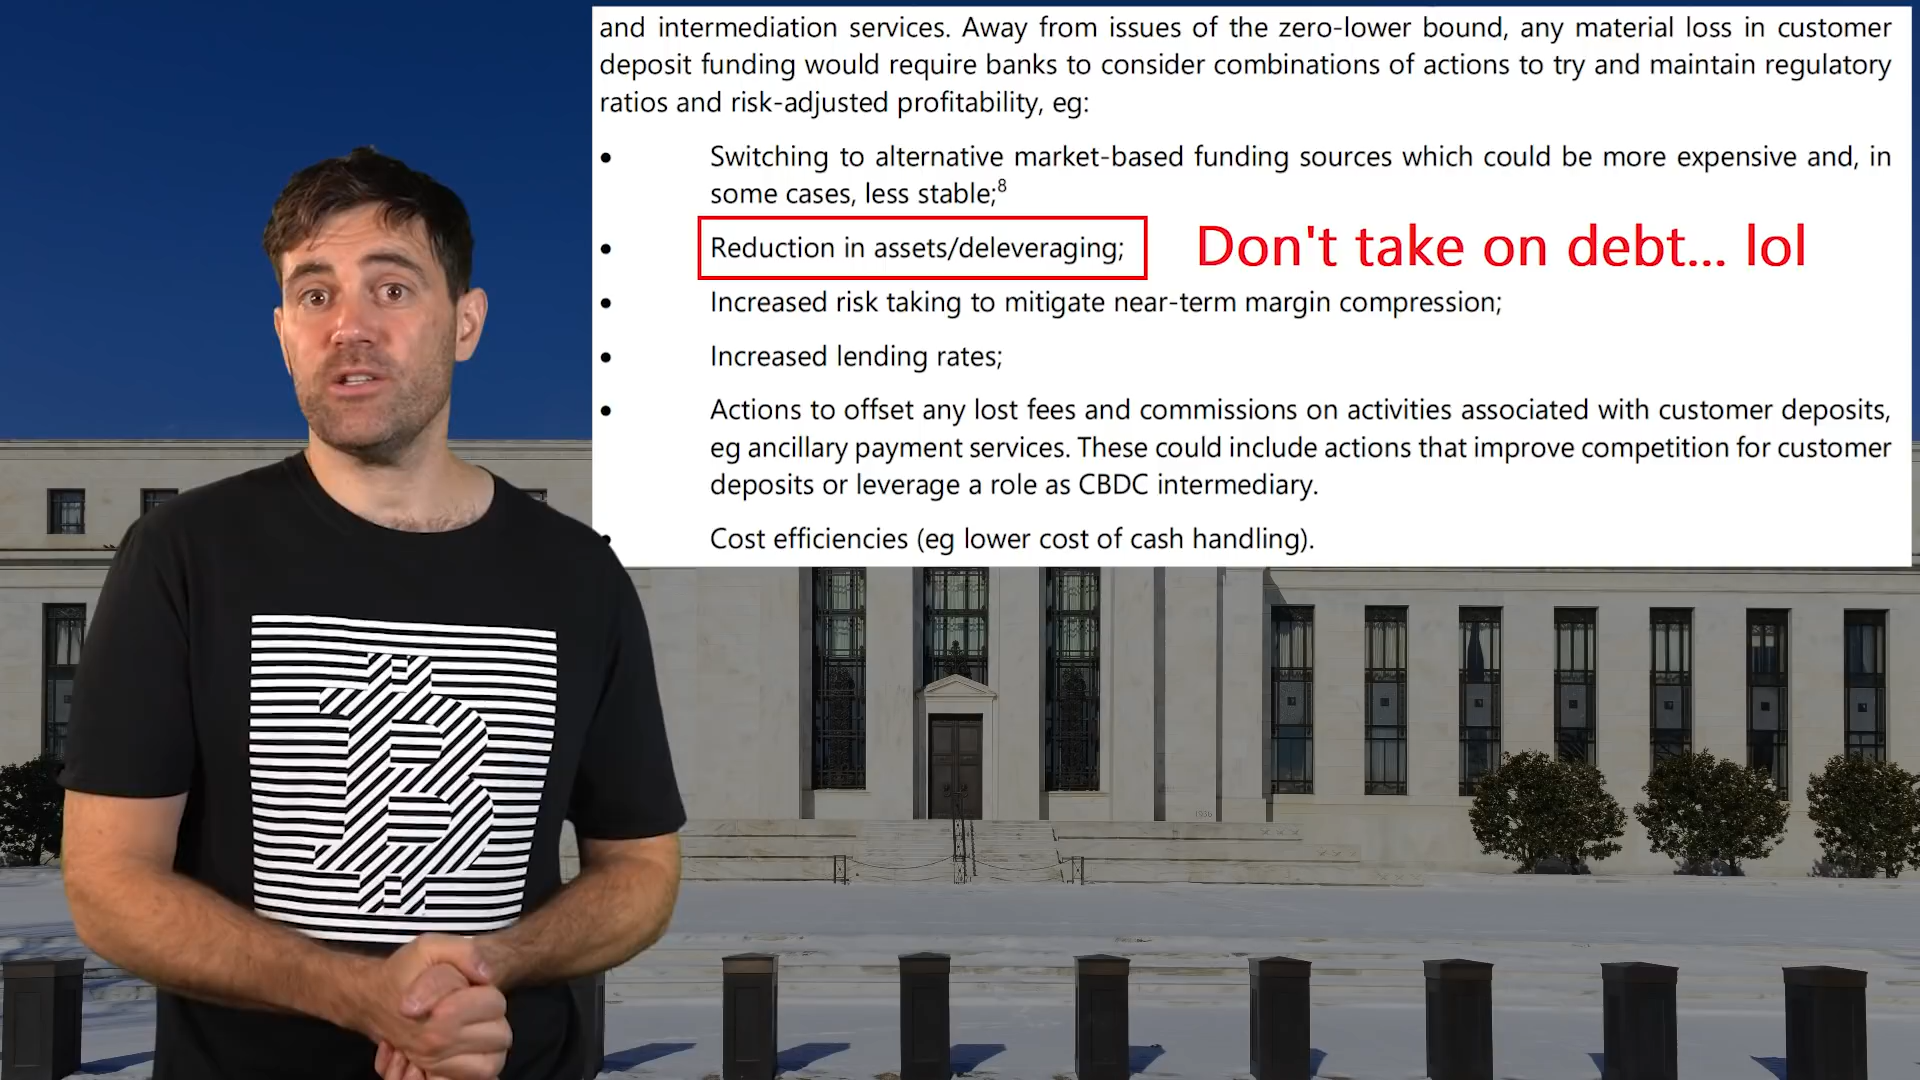 and intermediation services. Away from issues of the zero-lower bound, any material loss in customer
deposit funding would require banks to consider combinations of actions to try and maintain regulatory
ratios and risk-adjusted profitability, eg:
• Switching to alternative market-based funding sources which could be more expensive and, in
some cases, less stable;8
• Reduction in assets/deleveraging;
Don't take on debt... lol
• Increased risk taking to mitigate near-term margin compression;
• Increased lending rates;
• Actions to offset any lost fees and commissions on activities associated with customer deposits,
eg ancillary payment services. These could include actions that improve competition for customer
deposits or leverage a role as CBDC intermediary.
• Cost efficiencies (eg lower cost of cash handling).